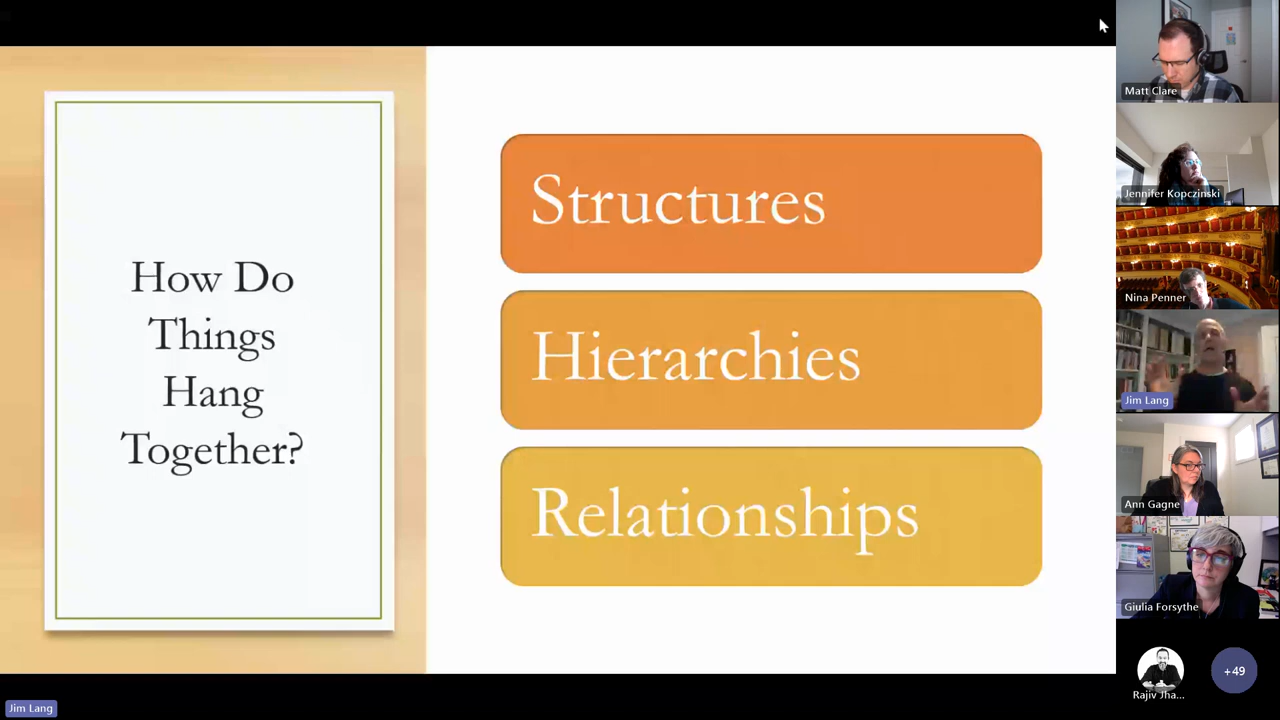 How Do
Things
Hang
Together?
Structures
Hierarchies
Relationships
Matt Clare
Jennifer Kopczinski
Nina Penner
Jim Lang
Ann Gagne
Giulia Forsythe
Rajiv Jha...
+49
Jim Lang